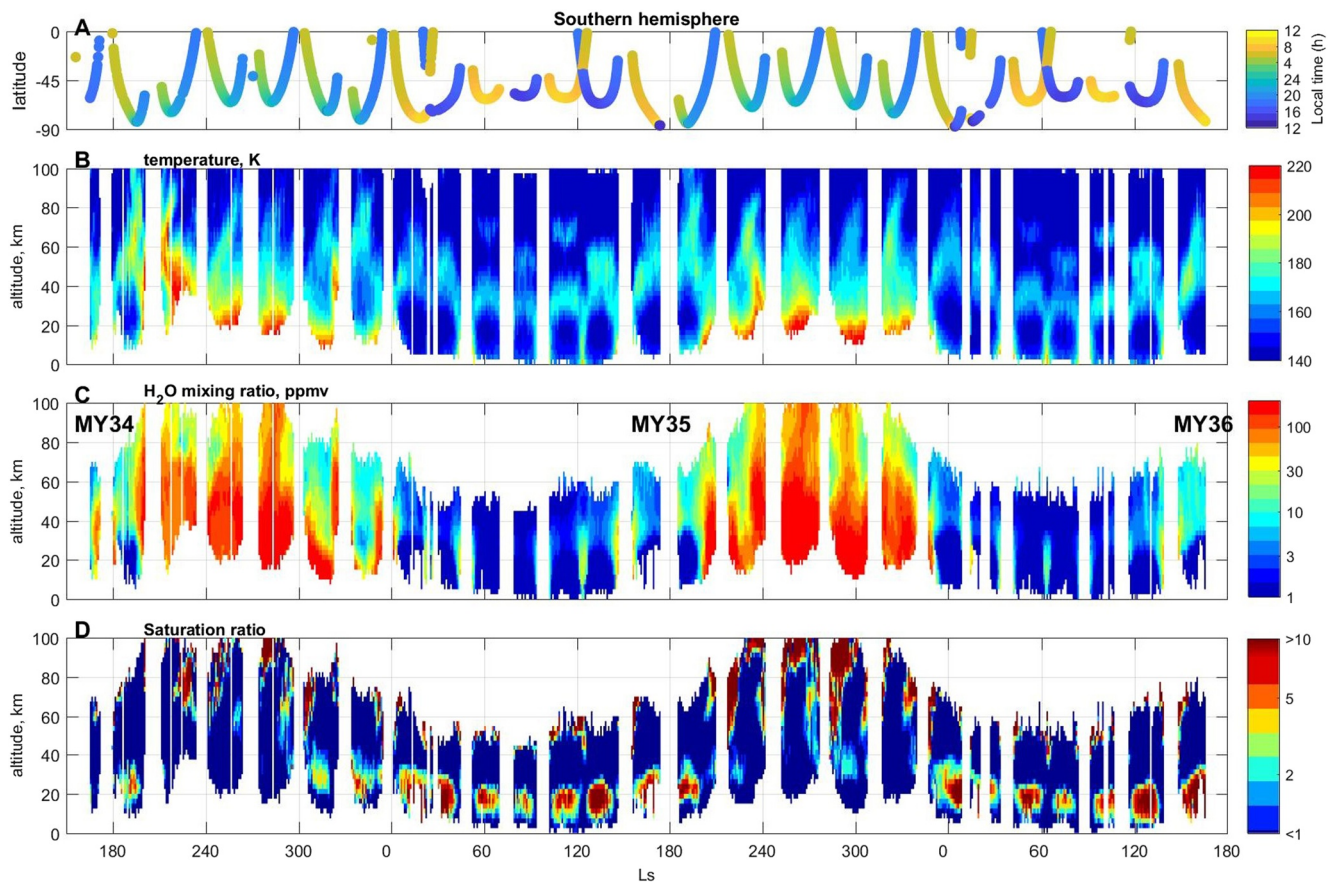 A
Southern hemisphere
latitude
0
-45
-90
12
8
4
24
20
16
12
Local time (h)
B
temperature, K
altitude, km
100
80
60
40
20
0
220
200
180
160
140
C
H2O mixing ratio, ppmv
MY34
MY35
MY36
altitude, km
100
80
60
40
20
0
100
30
10
3
1
D
Saturation ratio
altitude, km
100
80
60
40
20
0
>10
5
2
<1
180 240 300 0 60 120 180 240 300 0 60 120 180
Ls